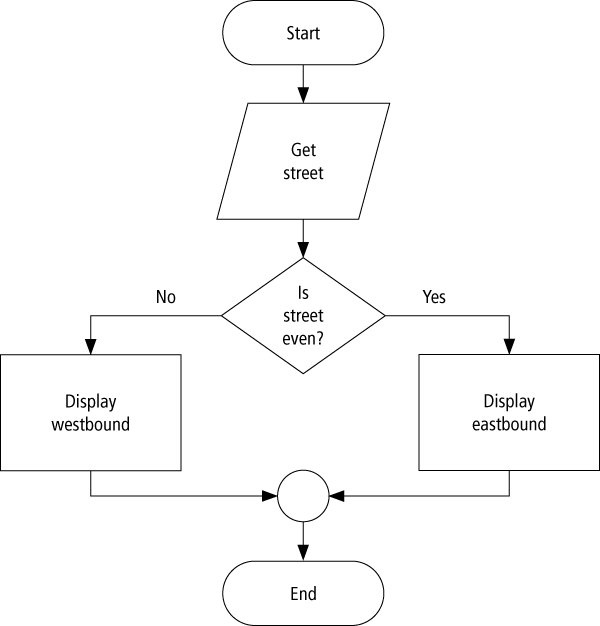 Start
Get
street
Is
street
even?
No
Yes
Display
westbound
Display
eastbound
End